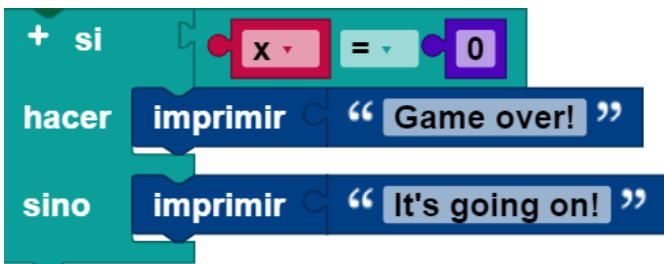 + si x = 0
hacer imprimir “ Game over! ”
sino imprimir “ It's going on! ”